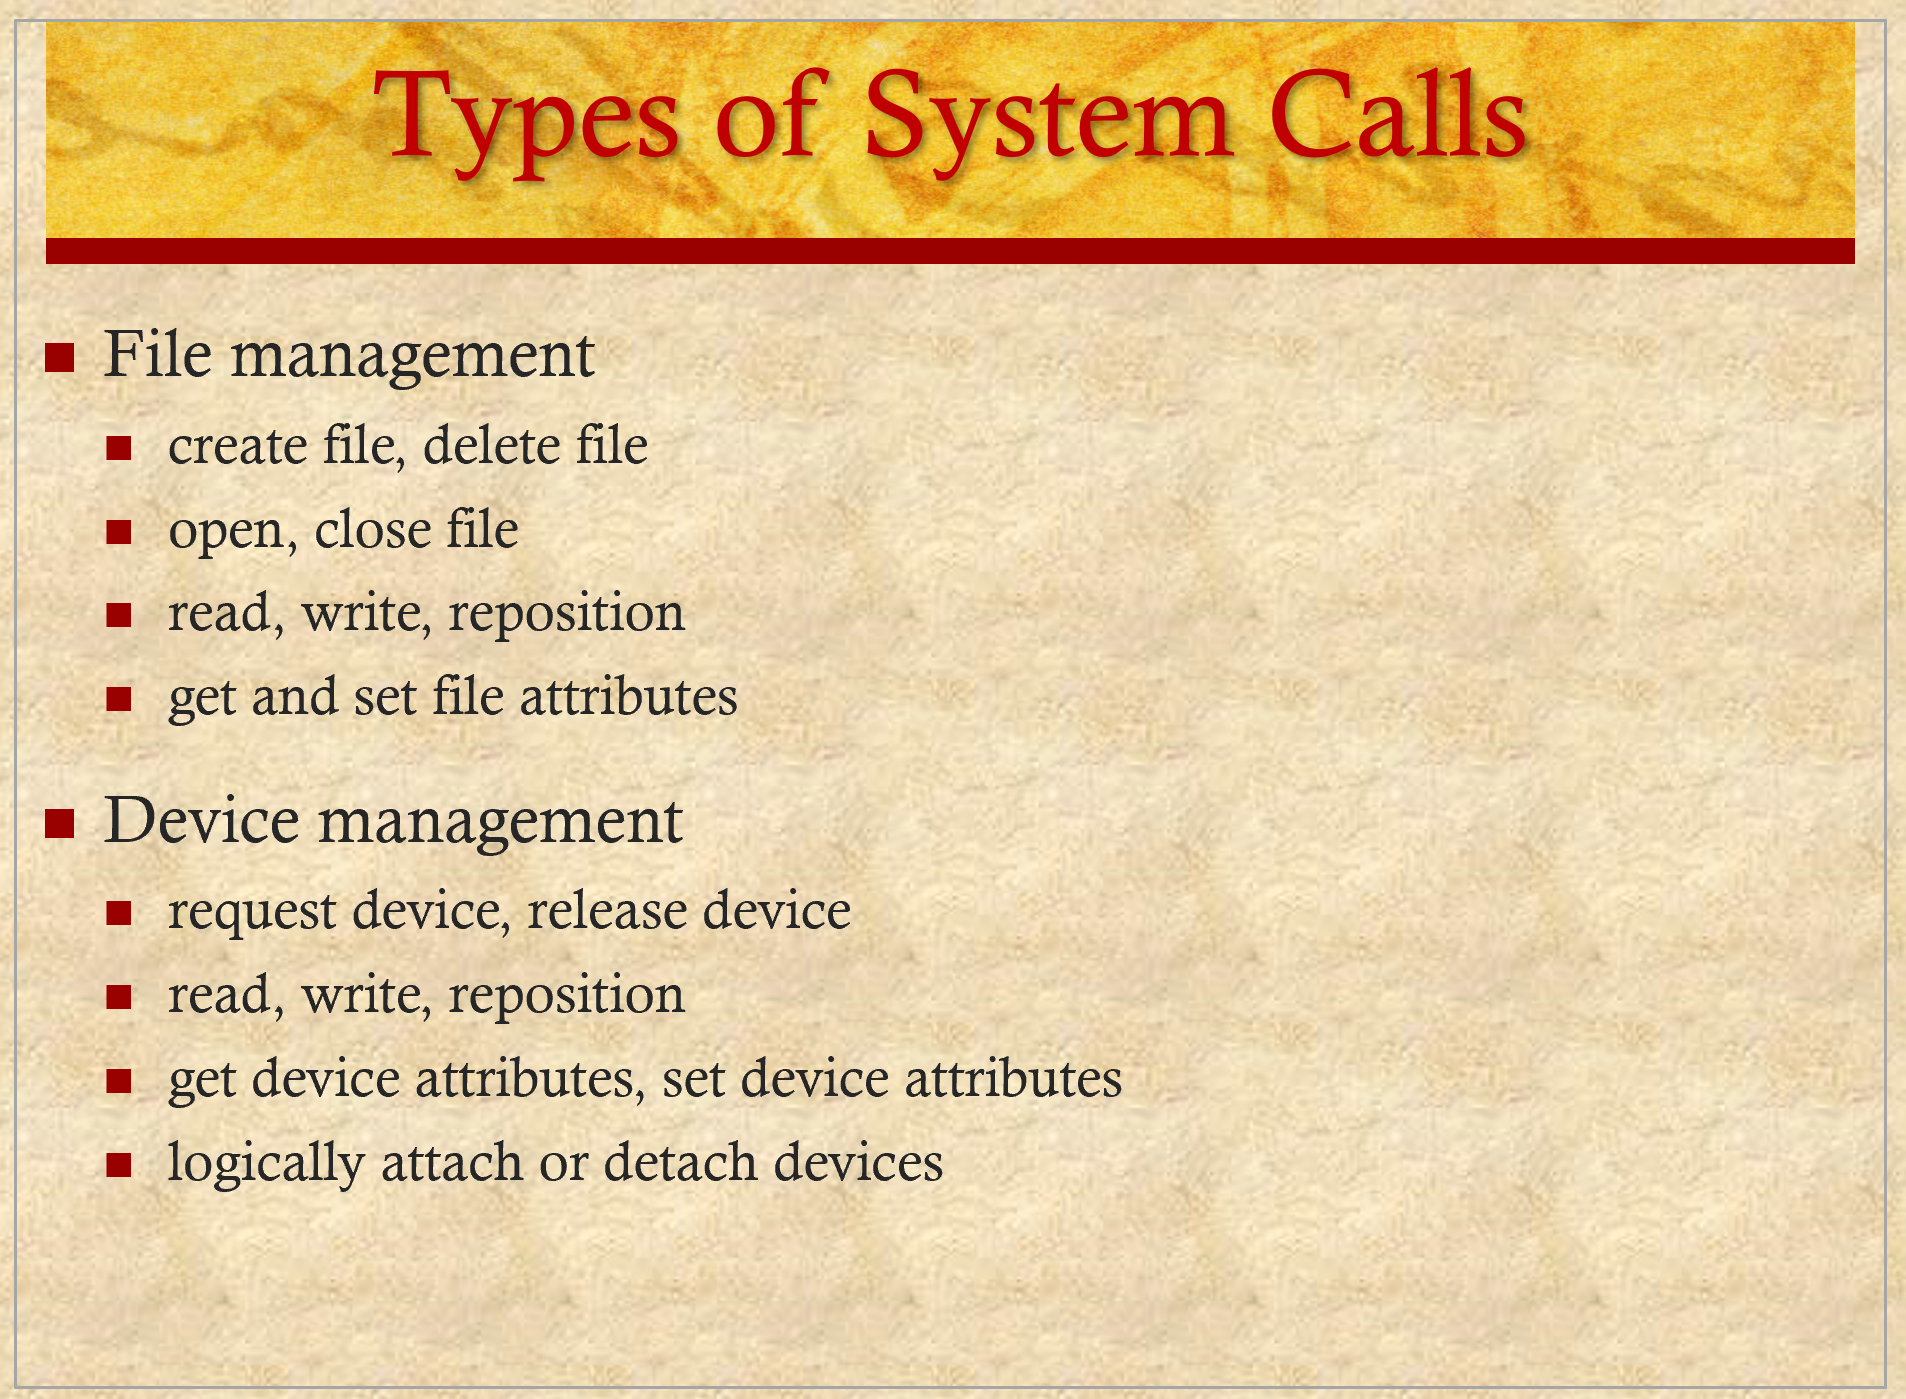 Types of System Calls
File management
create file, delete file
open, close file
read, write, reposition
get and set file attributes
Device management
request device, release device
read, write, reposition
get device attributes, set device attributes
logically attach or detach devices